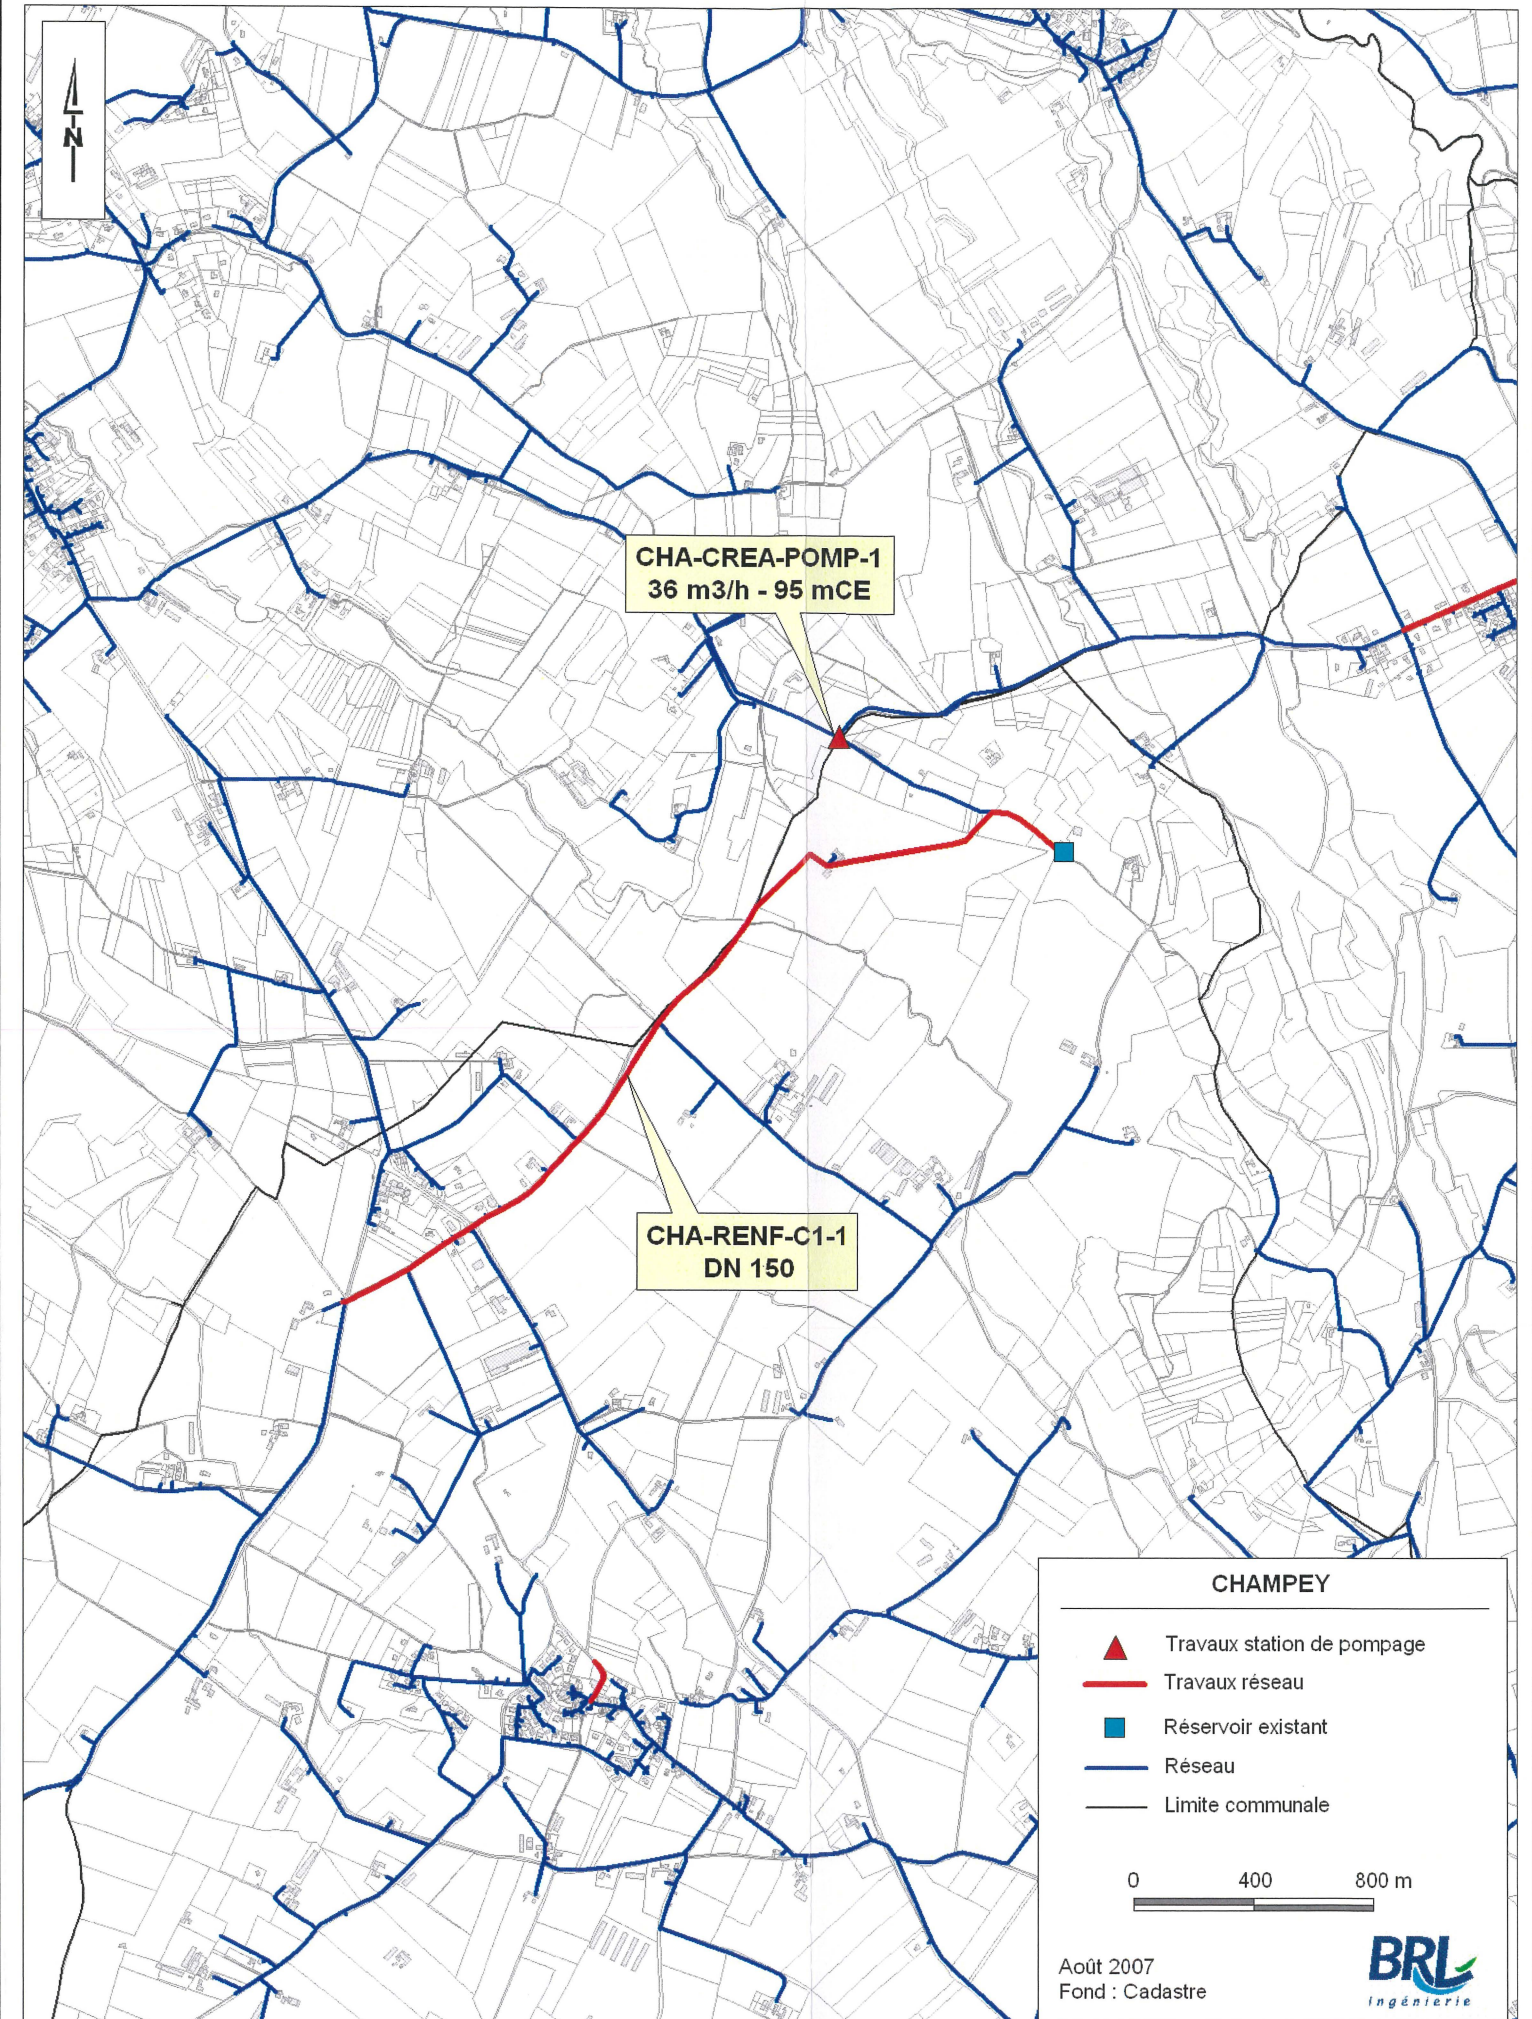 N
CHA-CREA-POMP-1
36 m3/h - 95 mCE
CHA-RENF-C1-1
DN 150
CHAMPEY
Travaux station de pompage
Travaux réseau
Réservoir existant
Réseau
Limite communale
0 400 800 m
Août 2007
Fond : Cadastre
BRL
ingénierie